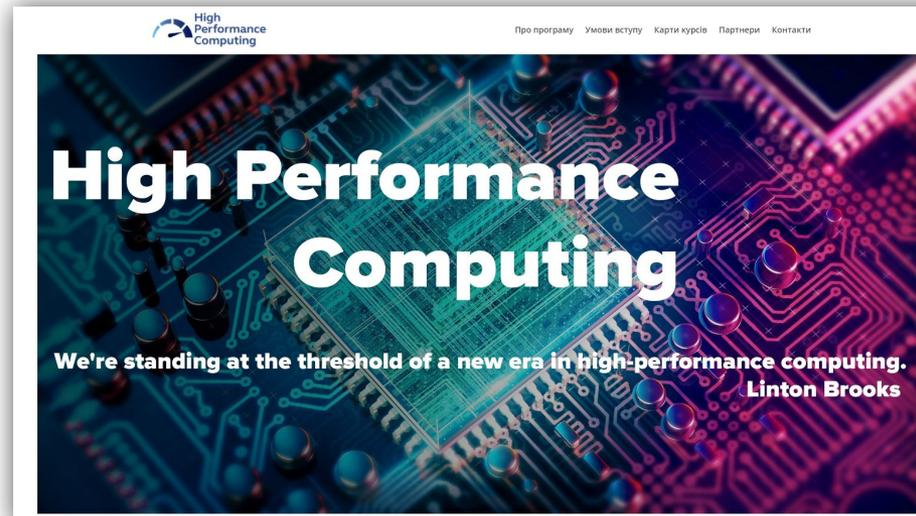 High
Performance
Computing
Про програму Умови вступу Карти курсів Партнери Контакти
High Performance
Computing
We're standing at the threshold of a new era in high-performance computing.
Linton Brooks